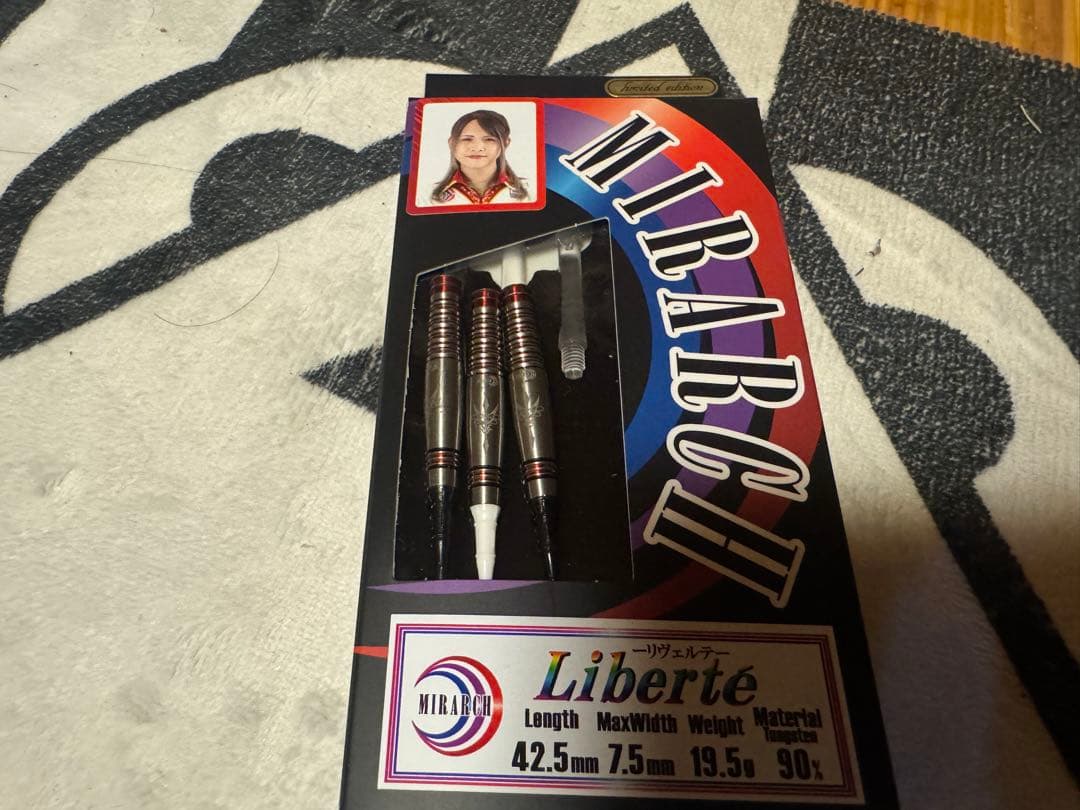 limited edition
MIRARCH
ーリヴェルテー
Liberté
MIRARCH
Length MaxWidth Weight Material
Tungsten
42.5mm 7.5mm 19.5g 90%